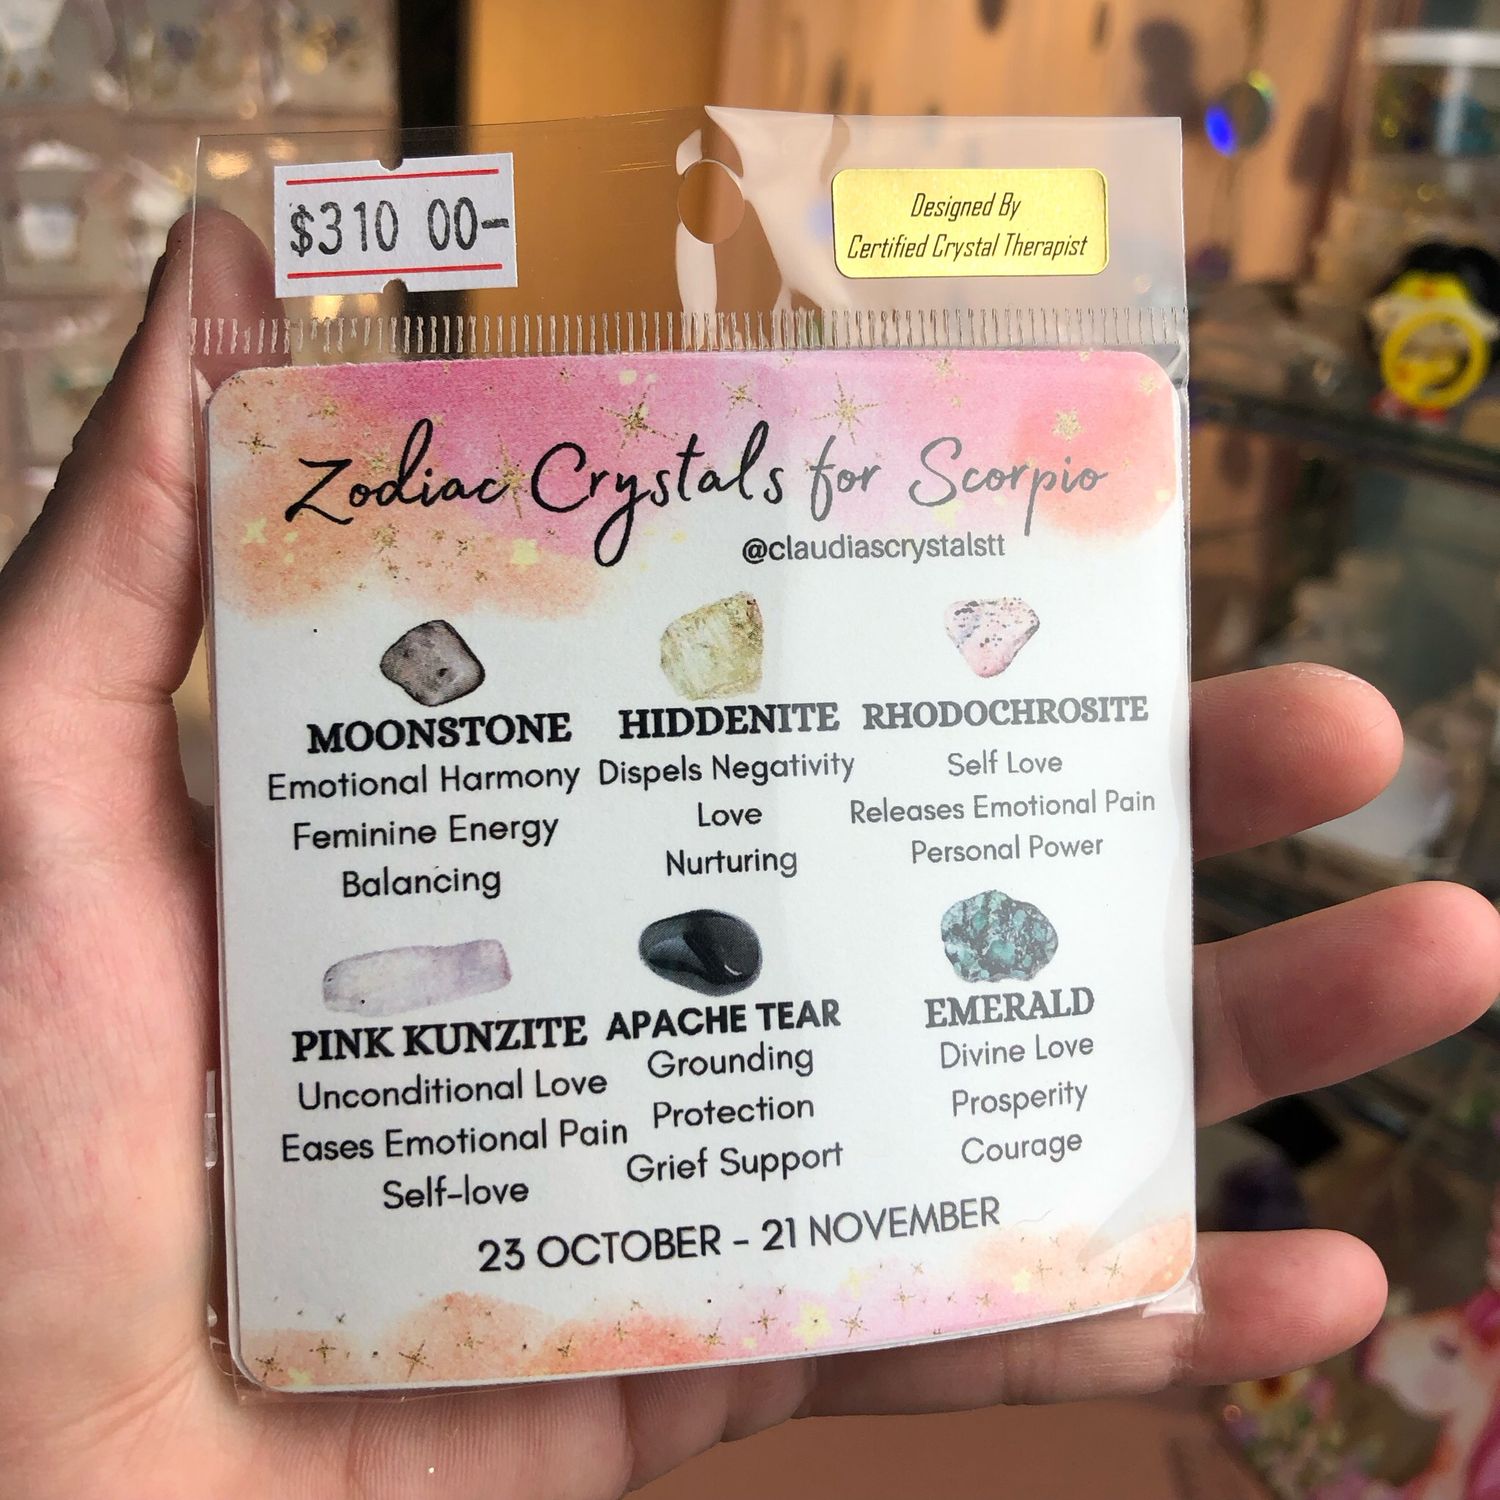 $310 00-
Designed By
Certified Crystal Therapist
Zodiac Crystals for Scorpio
@claudiascrystalstt
MOONSTONE
Emotional Harmony
Feminine Energy
Balancing
HIDDENITE
Dispels Negativity
Love
Nurturing
RHODOCHROSITE
Self Love
Releases Emotional Pain
Personal Power
PINK KUNZITE
Unconditional Love
Eases Emotional Pain
Self-love
APACHE TEAR
Grounding
Protection
Grief Support
EMERALD
Divine Love
Prosperity
Courage
23 OCTOBER - 21 NOVEMBER